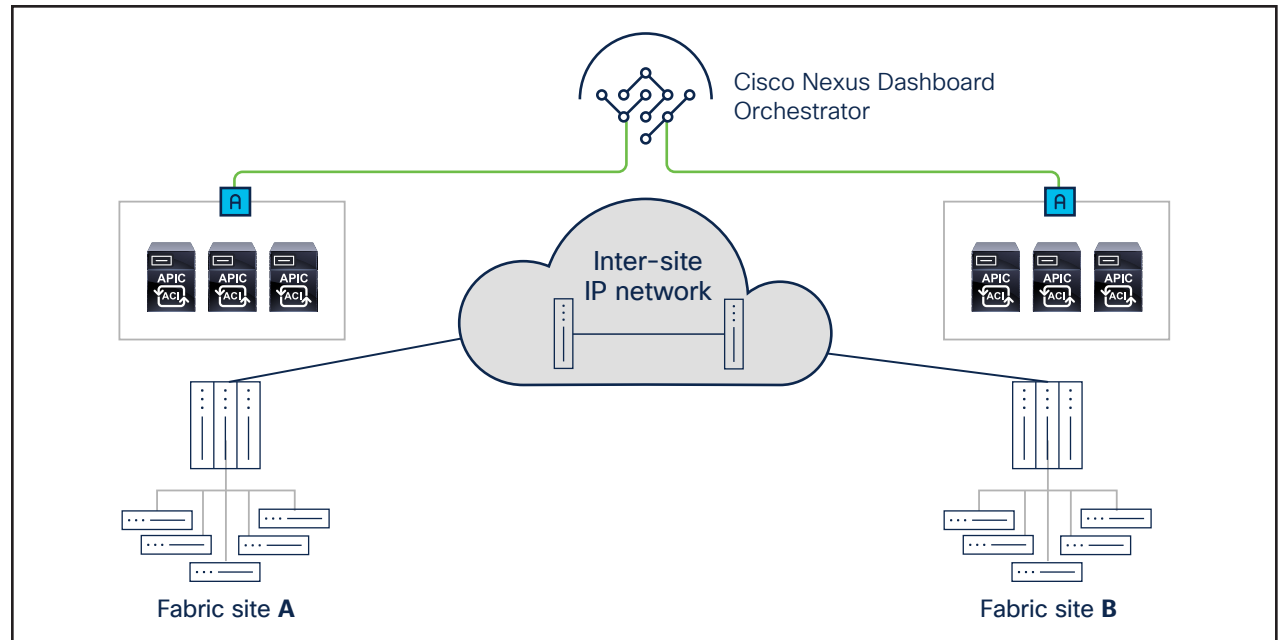 Cisco Nexus Dashboard
Orchestrator
A
A
Inter-site
IP network
APIC
APIC
APIC
ACI
ACI
ACI
APIC
APIC
APIC
ACI
ACI
ACI
Fabric site A
Fabric site B